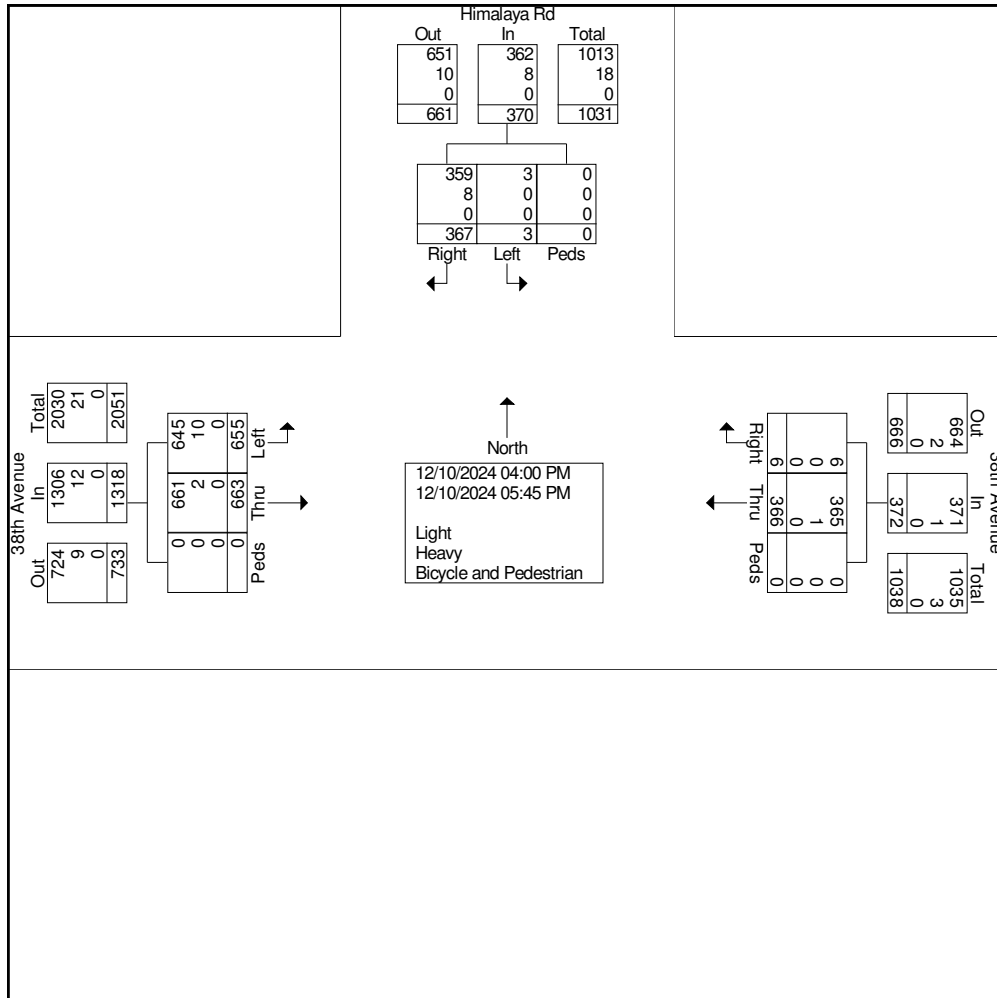 Himalaya Rd
Out In Total
651 362 1013
10 8 18
0 0 0
661 370 1031
359 3 0
8 0 0
0 0 0
367 3 0
Right Left Peds
38th Avenue
Total In Out
2030 1306 724
21 12 9
0 0 0
2051 1318 733
645 661 0
10 2 0
0 0 0
655 663 0
Left Thru Peds
North
12/10/2024 04:00 PM
12/10/2024 05:45 PM
Light
Heavy
Bicycle and Pedestrian
Right Thru Peds
6 365 0
0 1 0
0 0 0
6 366 0
Out In Total
664 371 1035
2 1 3
0 0 0
666 372 1038
38th Avenue